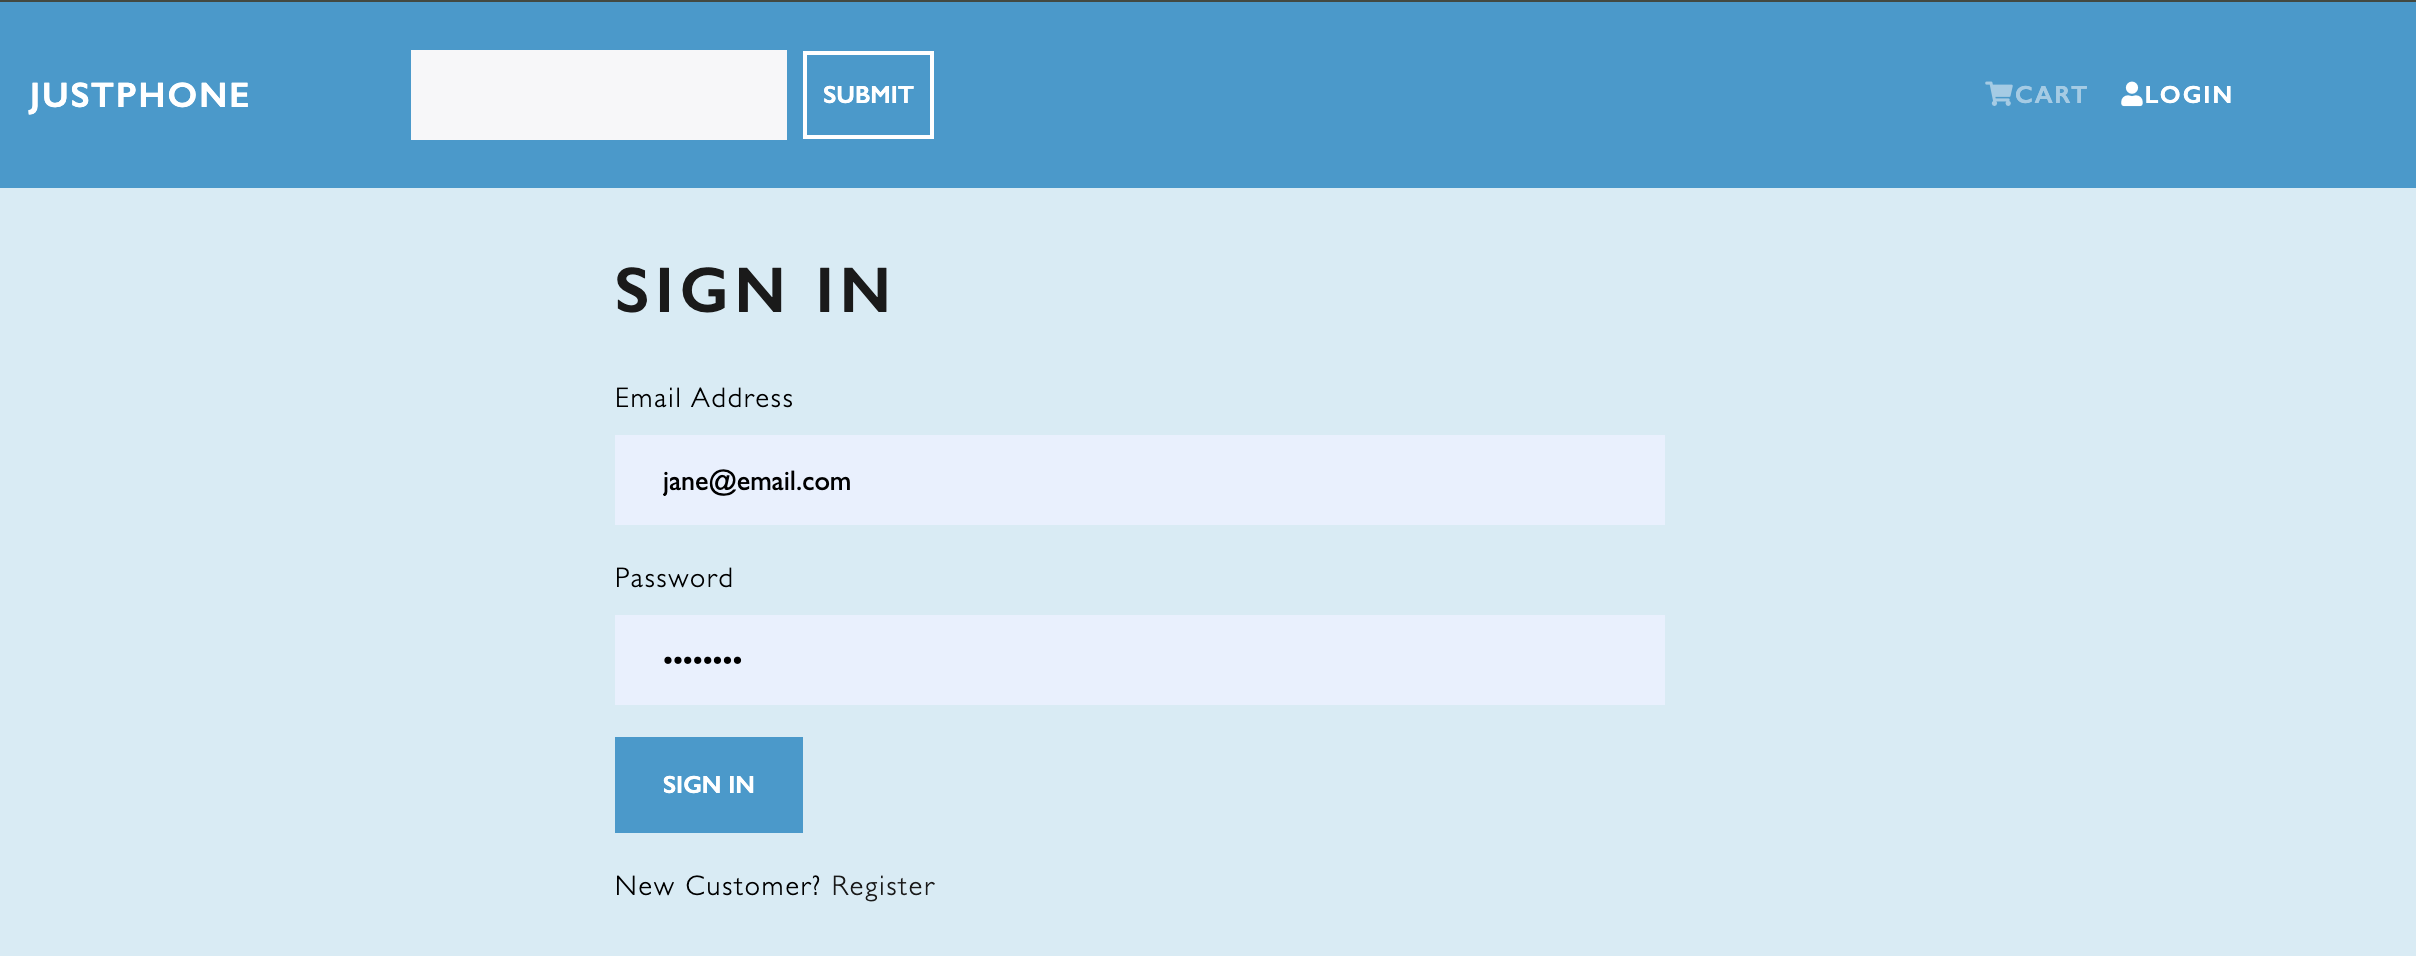 JUSTPHONE SUBMIT CART LOGIN
SIGN IN
Email Address
jane@email.com
Password
••••••••
SIGN IN
New Customer? Register